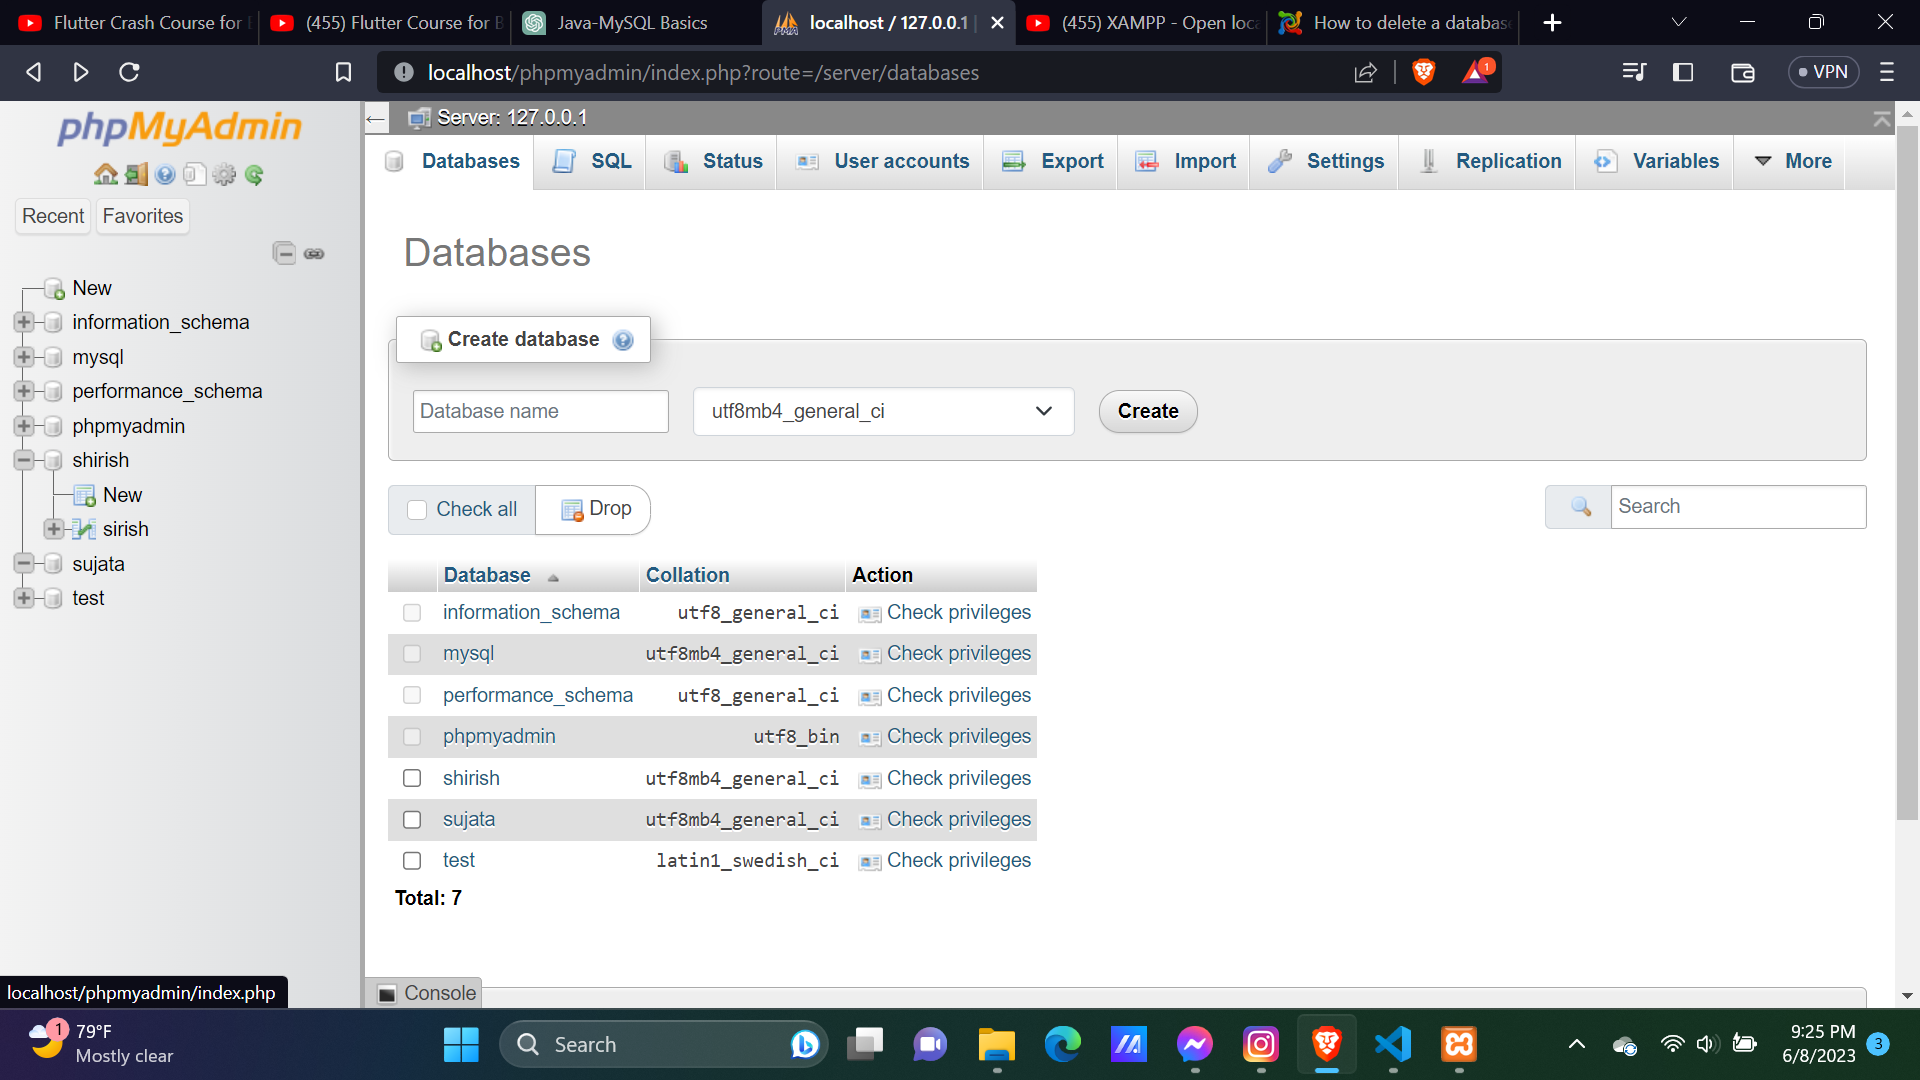 Flutter Crash Course for
(455) Flutter Course for B
Java-MySQL Basics
localhost / 127.0.0.1 |
(455) XAMPP - Open loca
How to delete a databas
localhost/phpmyadmin/index.php?route=/server/databases
1
VPN
phpMyAdmin
Recent
Favorites
New
information_schema
mysql
performance_schema
phpmyadmin
shirish
New
sirish
sujata
test
Server: 127.0.0.1
Databases
SQL
Status
User accounts
Export
Import
Settings
Replication
Variables
More
Databases
Create database
Database name
utf8mb4_general_ci
Create
Check all
Drop
Search
Database Collation Action
information_schema utf8_general_ci Check privileges
mysql utf8mb4_general_ci Check privileges
performance_schema utf8_general_ci Check privileges
phpmyadmin utf8_bin Check privileges
shirish utf8mb4_general_ci Check privileges
sujata utf8mb4_general_ci Check privileges
test latin1_swedish_ci Check privileges
Total: 7
localhost/phpmyadmin/index.php
Console
1
79°F
Mostly clear
Search
9:25 PM
6/8/2023
3